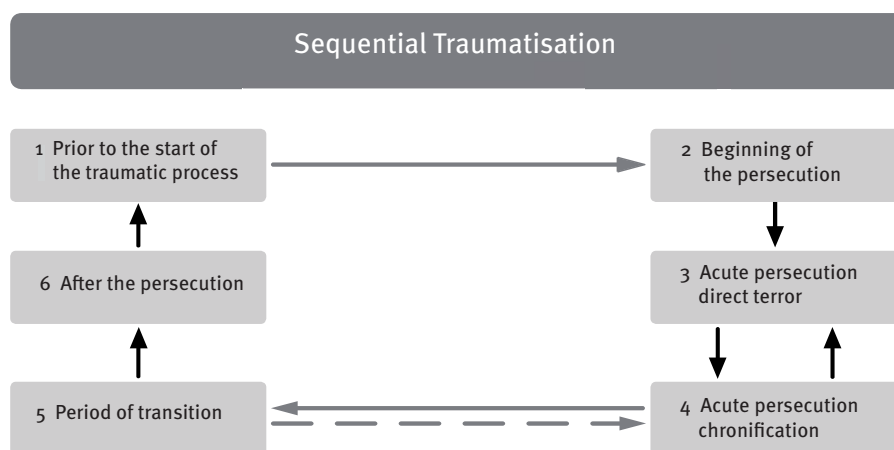 Sequential Traumatisation
1 Prior to the start of
the traumatic process
2 Beginning of
the persecution
6 After the persecution
3 Acute persecution
direct terror
5 Period of transition
4 Acute persecution
chronification